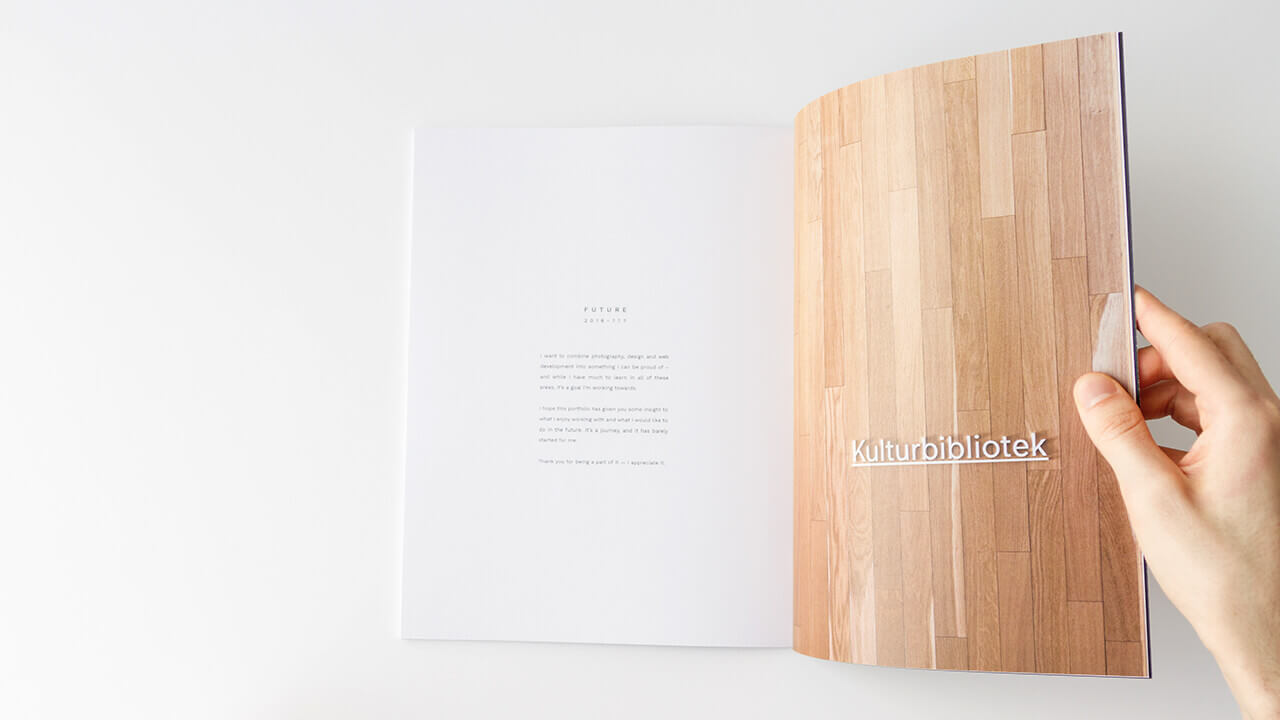 FUTURE
2016–???
I want to combine photography, design and web
development into something I can be proud of –
and while I have much to learn in all of these
areas, it's a goal I'm working towards.
I hope this portfolio has given you some insight to
what I enjoy working with and what I would like to
do in the future. It's a journey, and it has barely
started for me.
Thank you for being a part of it — I appreciate it.
Kulturbibliotek